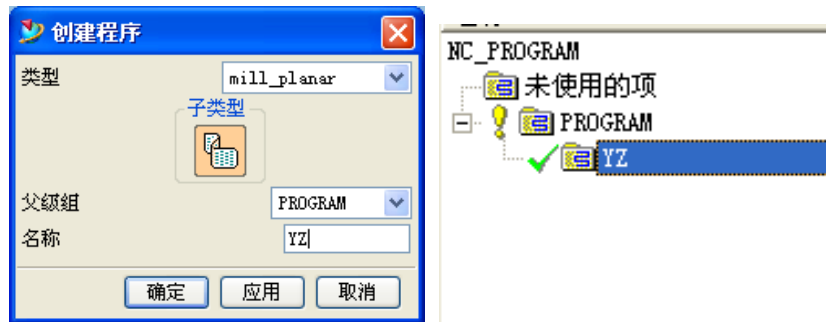 创建程序
类型
mill_planar
子类型
父级组
PROGRAM
名称
YZ
确定
应用
取消
NC_PROGRAM
未使用的项
PROGRAM
YZ